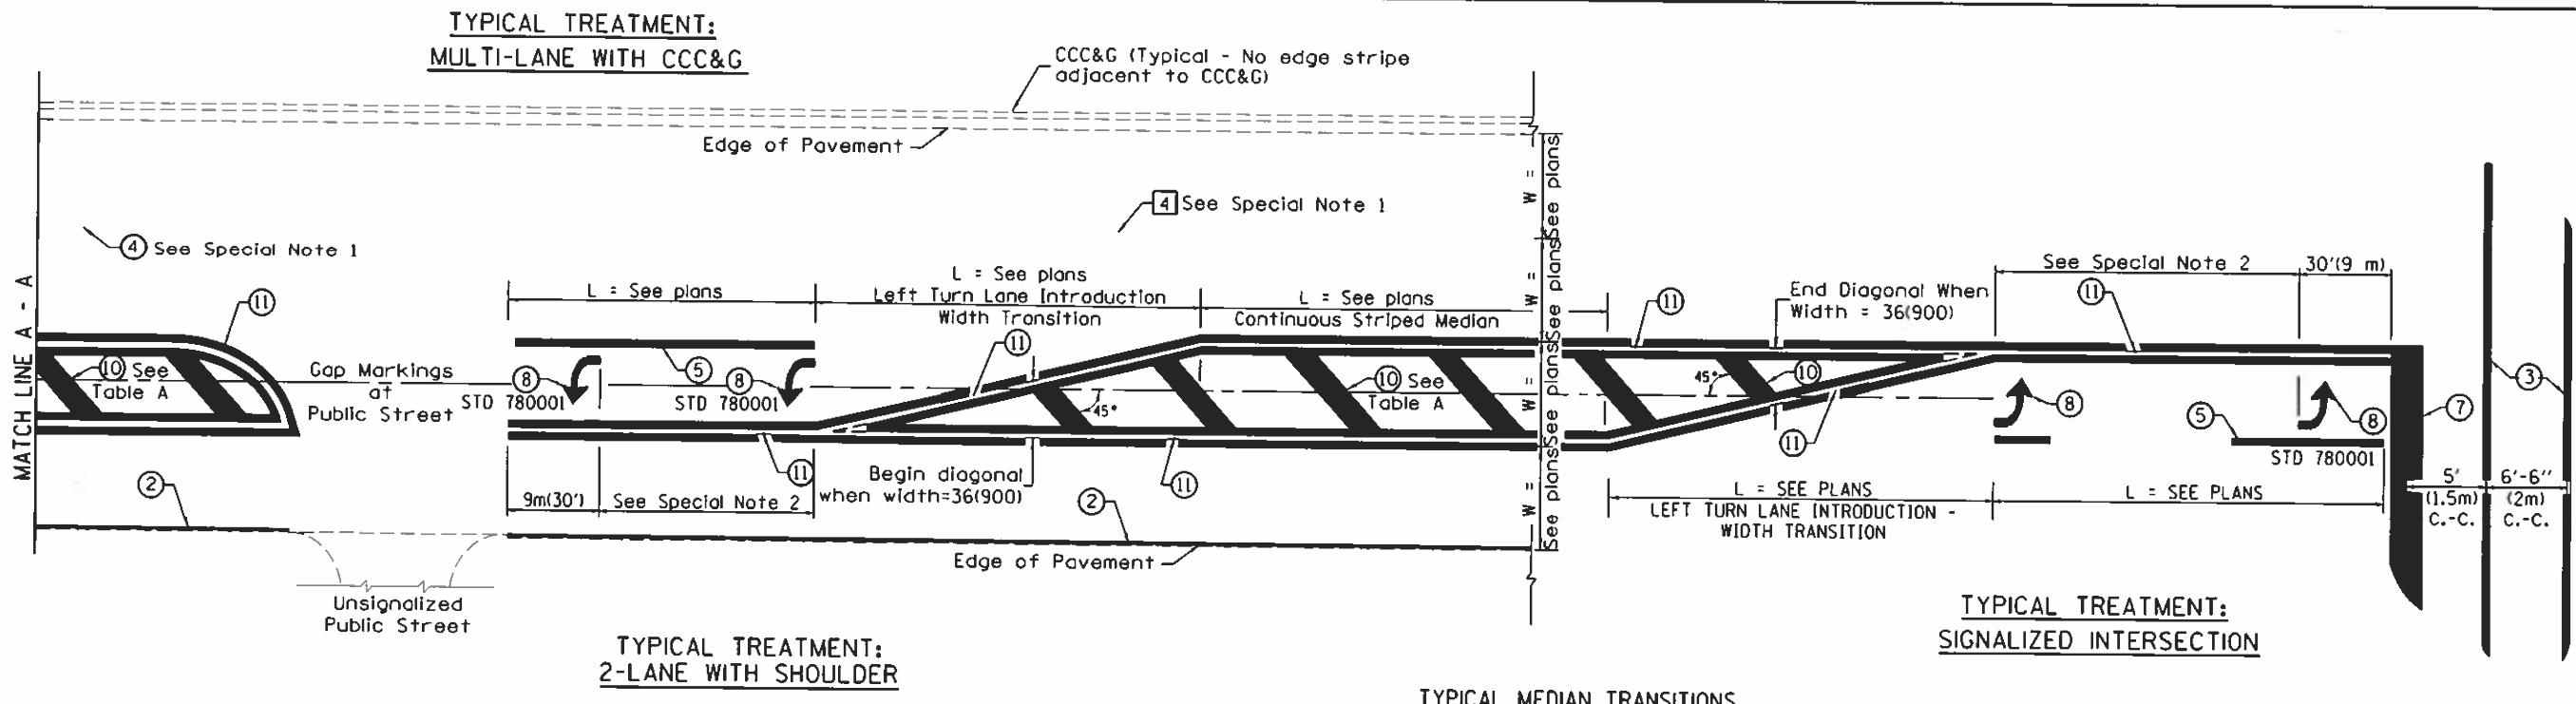 TYPICAL TREATMENT:
MULTI-LANE WITH CCC&G
CCC&G (Typical - No edge stripe
adjacent to CCC&G)
Edge of Pavement
4 See Special Note 1
4 See Special Note 1
MATCH LINE A - A
11
10 See
Table A
Gap Markings
at
Public Street
L = See plans
L = See plans
Left Turn Lane Introduction
Width Transition
L = See plans
Continuous Striped Median
8
STD 780001
5
8
STD 780001
11
11
45°
10 See
Table A
W = See plans
W = See plans
W = See plans
W = See plans
W = See plans
11
End Diagonal When
Width = 36(900)
See Special Note 2
30'(9 m)
11
45°
10
11
8
5
8
STD 780001
7
3
2
9m(30')
See Special Note 2
Begin diagonal
when width=36(900)
11
2
Edge of Pavement
L = SEE PLANS
LEFT TURN LANE INTRODUCTION -
WIDTH TRANSITION
L = SEE PLANS
5'
(1.5m)
C.-C.
6'-6"
(2m)
C.-C.
Unsignalized
Public Street
TYPICAL TREATMENT:
2-LANE WITH SHOULDER
TYPICAL TREATMENT:
SIGNALIZED INTERSECTION
TYPICAL MEDIAN TRANSITIONS